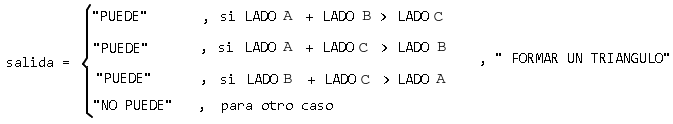 "PUEDE" , si LADO A + LADO B > LADO C
"PUEDE" , si LADO A + LADO C > LADO B
salida = , " FORMAR UN TRIANGULO"
"PUEDE" , si LADO B + LADO C > LADO A
"NO PUEDE" , para otro caso